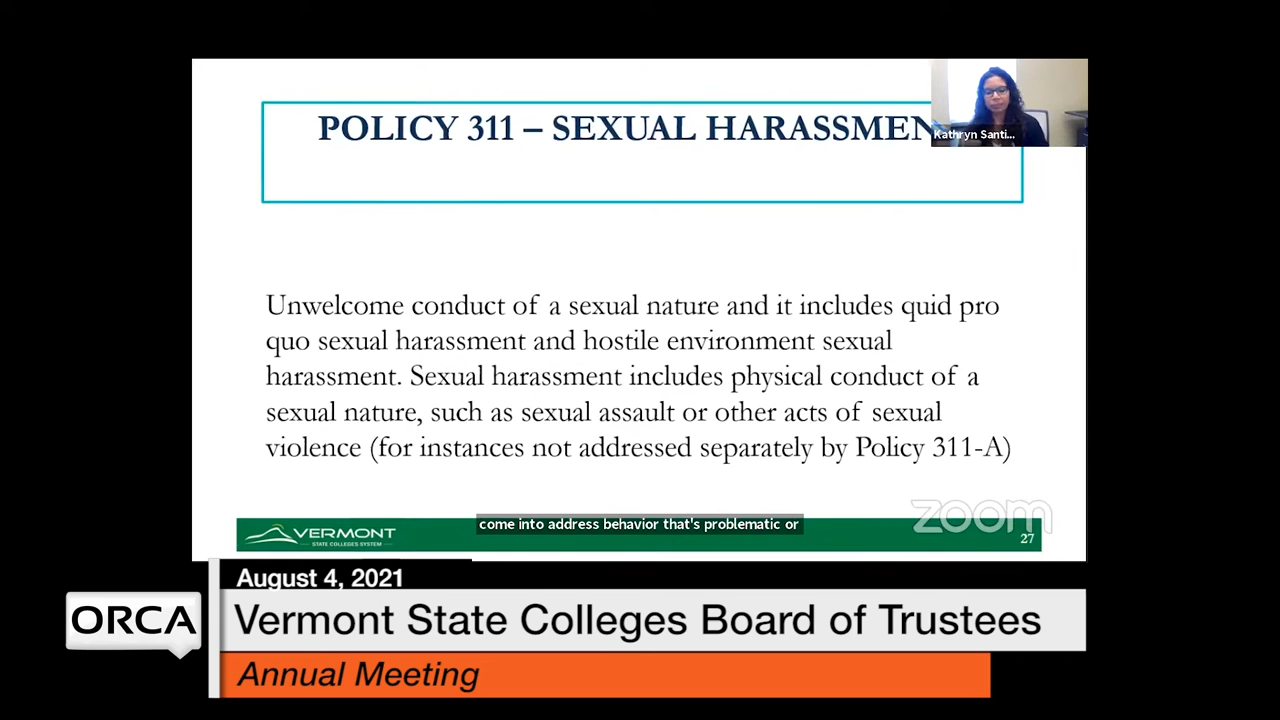 POLICY 311 – SEXUAL HARASSMEN
Kathryn Santi...
Unwelcome conduct of a sexual nature and it includes quid pro
quo sexual harassment and hostile environment sexual
harassment. Sexual harassment includes physical conduct of a
sexual nature, such as sexual assault or other acts of sexual
violence (for instances not addressed separately by Policy 311-A)
zoom
VERMONT
STATE COLLEGES SYSTEM
come into address behavior that's problematic or
27
August 4, 2021
ORCA
Vermont State Colleges Board of Trustees
Annual Meeting